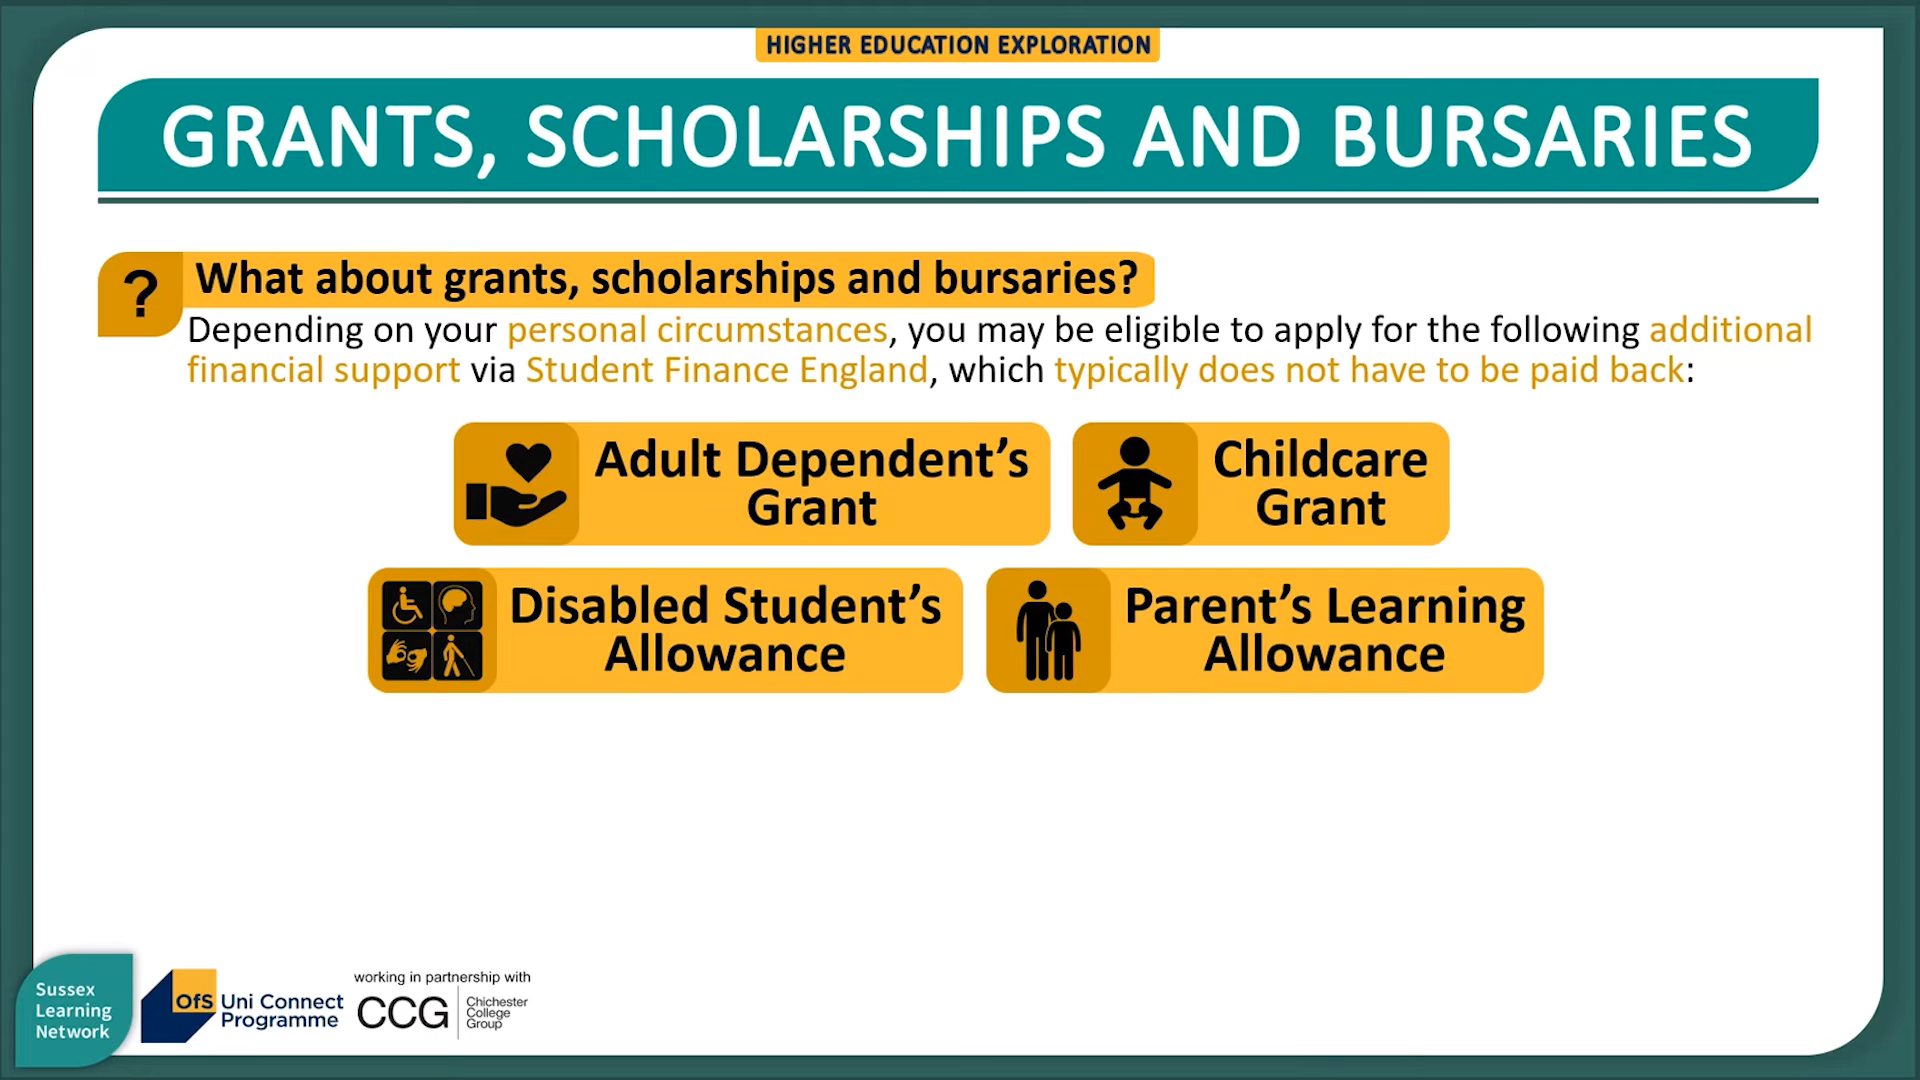 HIGHER EDUCATION EXPLORATION
GRANTS, SCHOLARSHIPS AND BURSARIES
?
What about grants, scholarships and bursaries?
Depending on your personal circumstances, you may be eligible to apply for the following additional
financial support via Student Finance England, which typically does not have to be paid back:
Adult Dependent’s
Grant
Childcare
Grant
Disabled Student’s
Allowance
Parent’s Learning
Allowance
Sussex
Learning
Network
OfS
Uni Connect
Programme
working in partnership with
CCG
Chichester
College
Group